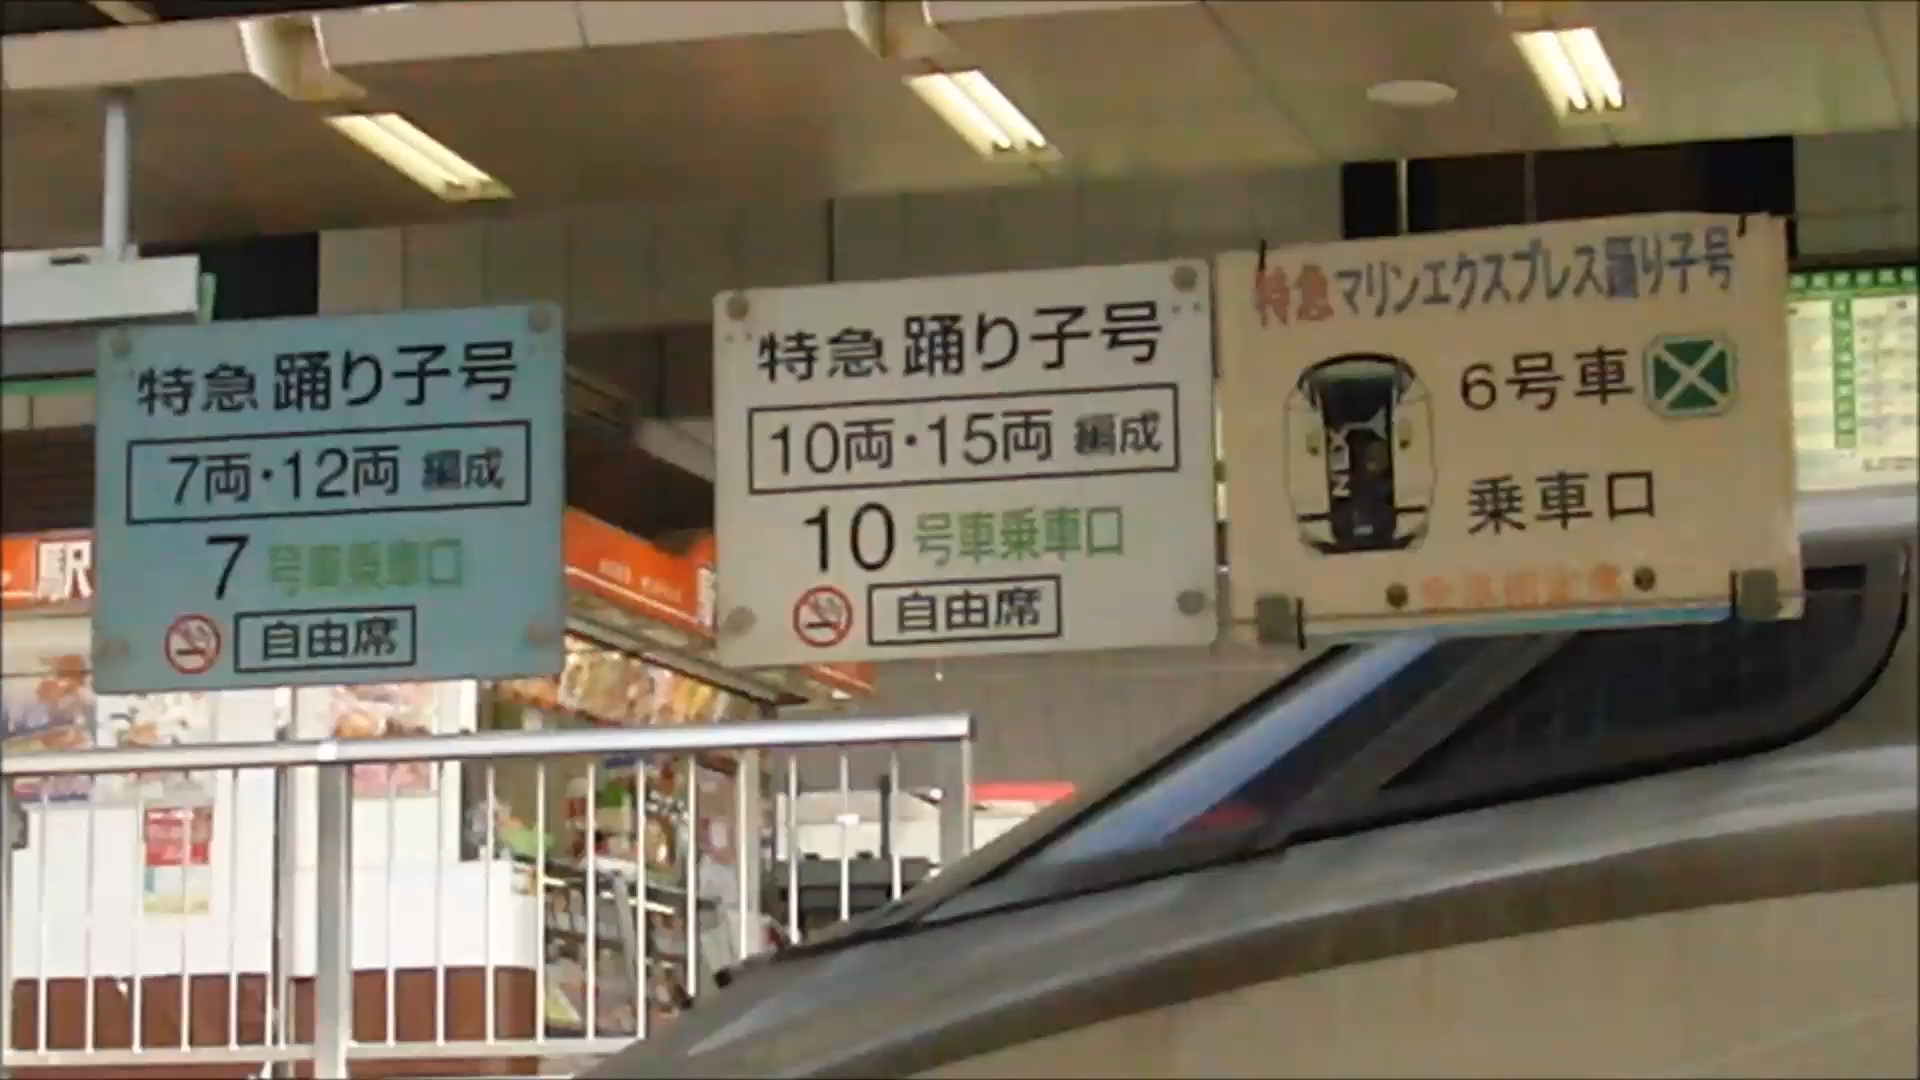 特急 踊り子号
7両・12両 編成
7 号車乗車口
自由席
特急 踊り子号
10両・15両 編成
10 号車乗車口
自由席
特急マリンエクスプレス踊り子号
6号車
乗車口
NEX
駅